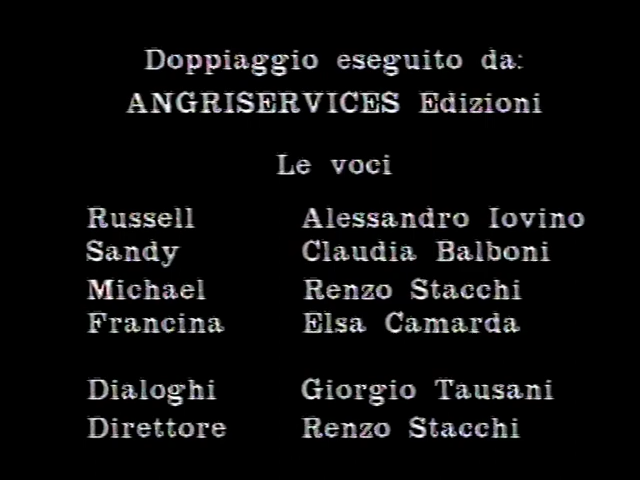 Doppiaggio eseguito da:
ANGRISERVICES Edizioni
Le voci
Russell Alessandro Iovino
Sandy Claudia Balboni
Michael Renzo Stacchi
Francina Elsa Camarda
Dialoghi Giorgio Tausani
Direttore Renzo Stacchi